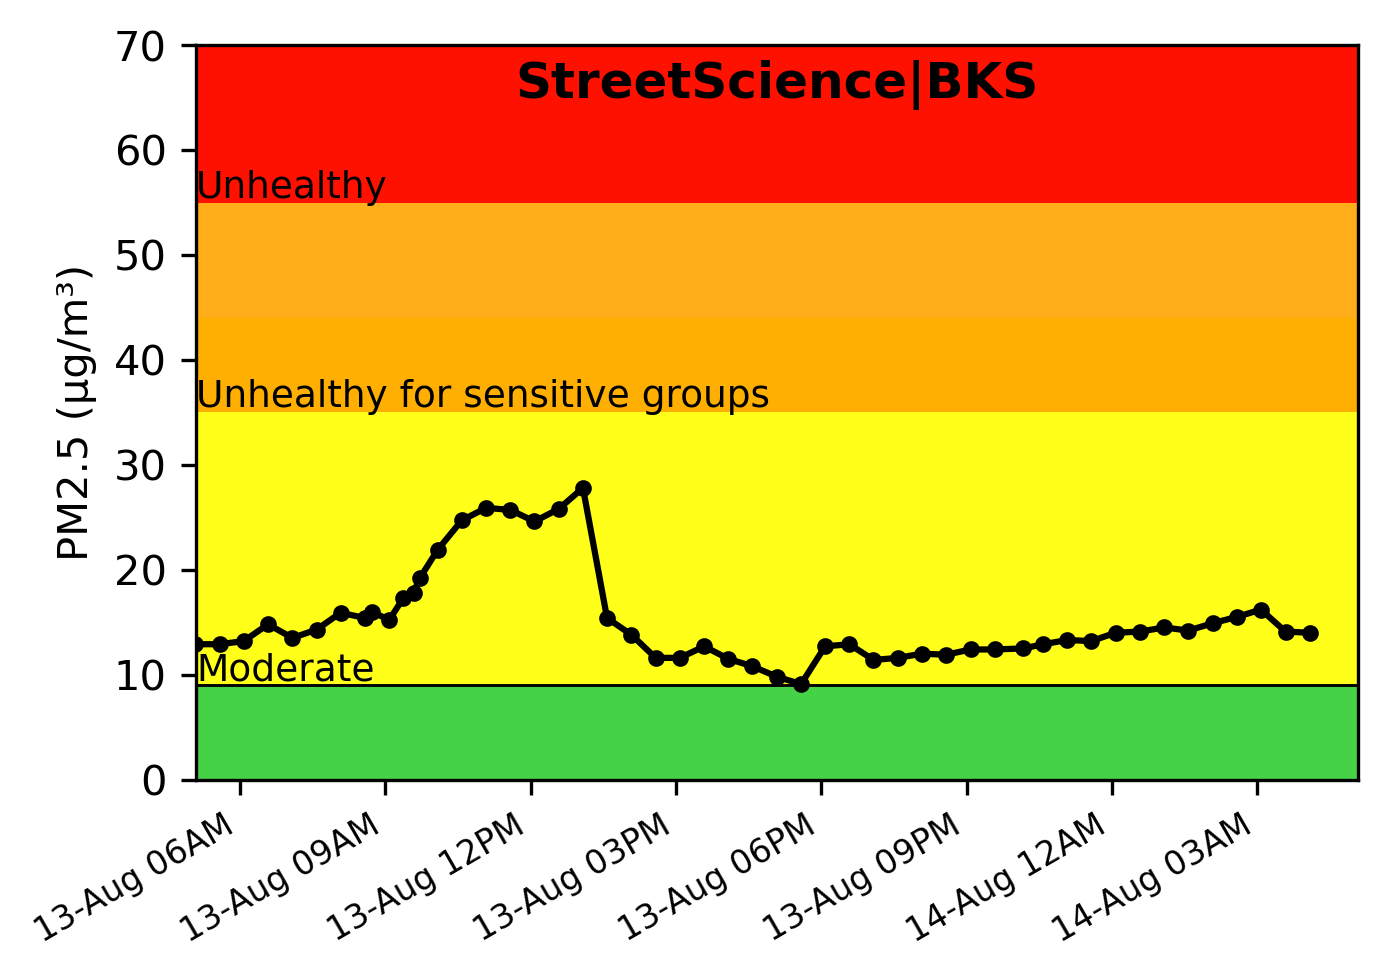 StreetScience|BKS
70
60
50
40
30
20
10
0
PM2.5 (µg/m³)
Unhealthy
Unhealthy for sensitive groups
Moderate
13-Aug 06AM
13-Aug 09AM
13-Aug 12PM
13-Aug 03PM
13-Aug 06PM
13-Aug 09PM
14-Aug 12AM
14-Aug 03AM